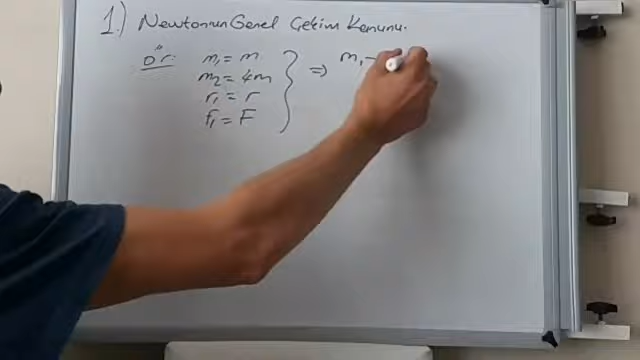 1.) Newtonun Genel Çekim Kanunu.
Ör: m₁ = m
m₂ = 4m
r₁ = r
F₁ = F
⇒ m₁ -